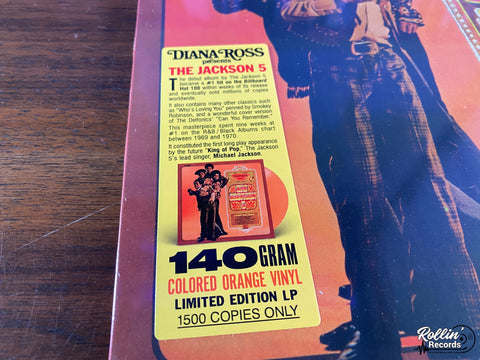 DIANA ROSS
presents
THE JACKSON 5
The debut album by The Jackson 5
became a #1 hit on the Billboard
Hot 100 within weeks of its release
and eventually sold millions of copies
worldwide.
It also contains many other classics such
as "Who's Loving You" penned by Smokey
Robinson, and a wonderful cover version
of The Delfonics' "Can You Remember."
This masterpiece spent nine weeks at
#1 on the R&B / Black Albums chart
between 1969 and 1970.
It constituted the first long play appearance
by the future "King of Pop," The Jackson
5's lead singer, Michael Jackson.
140 GRAM
COLORED ORANGE VINYL
LIMITED EDITION LP
1500 COPIES ONLY
Rollin'
Records